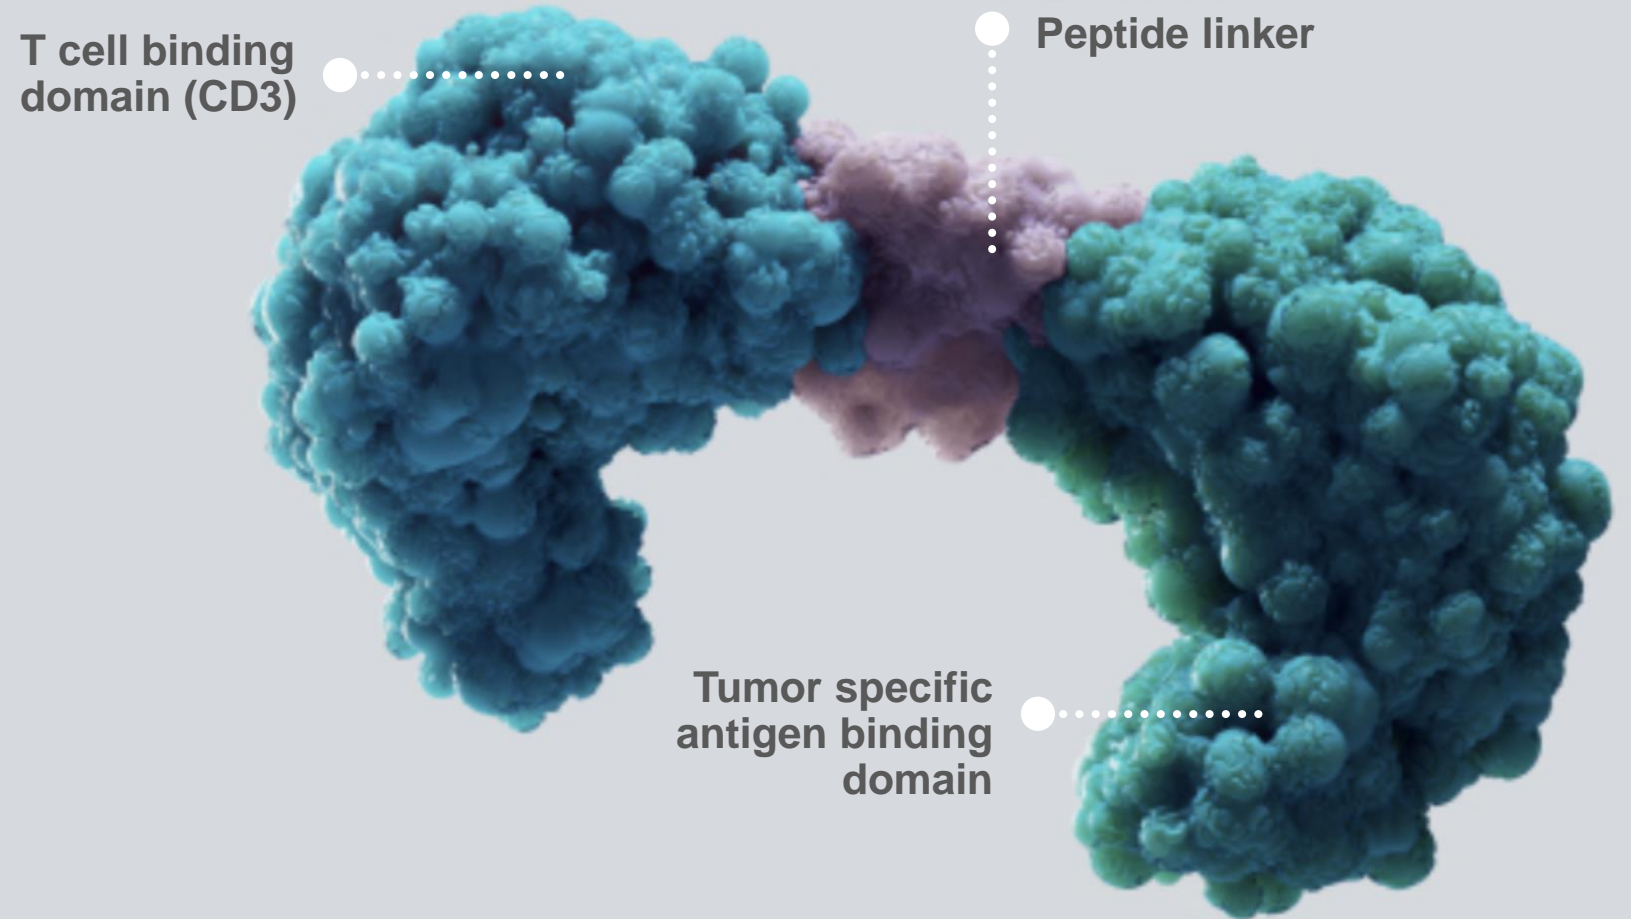 T cell binding
domain (CD3)
Peptide linker
Tumor specific
antigen binding
domain